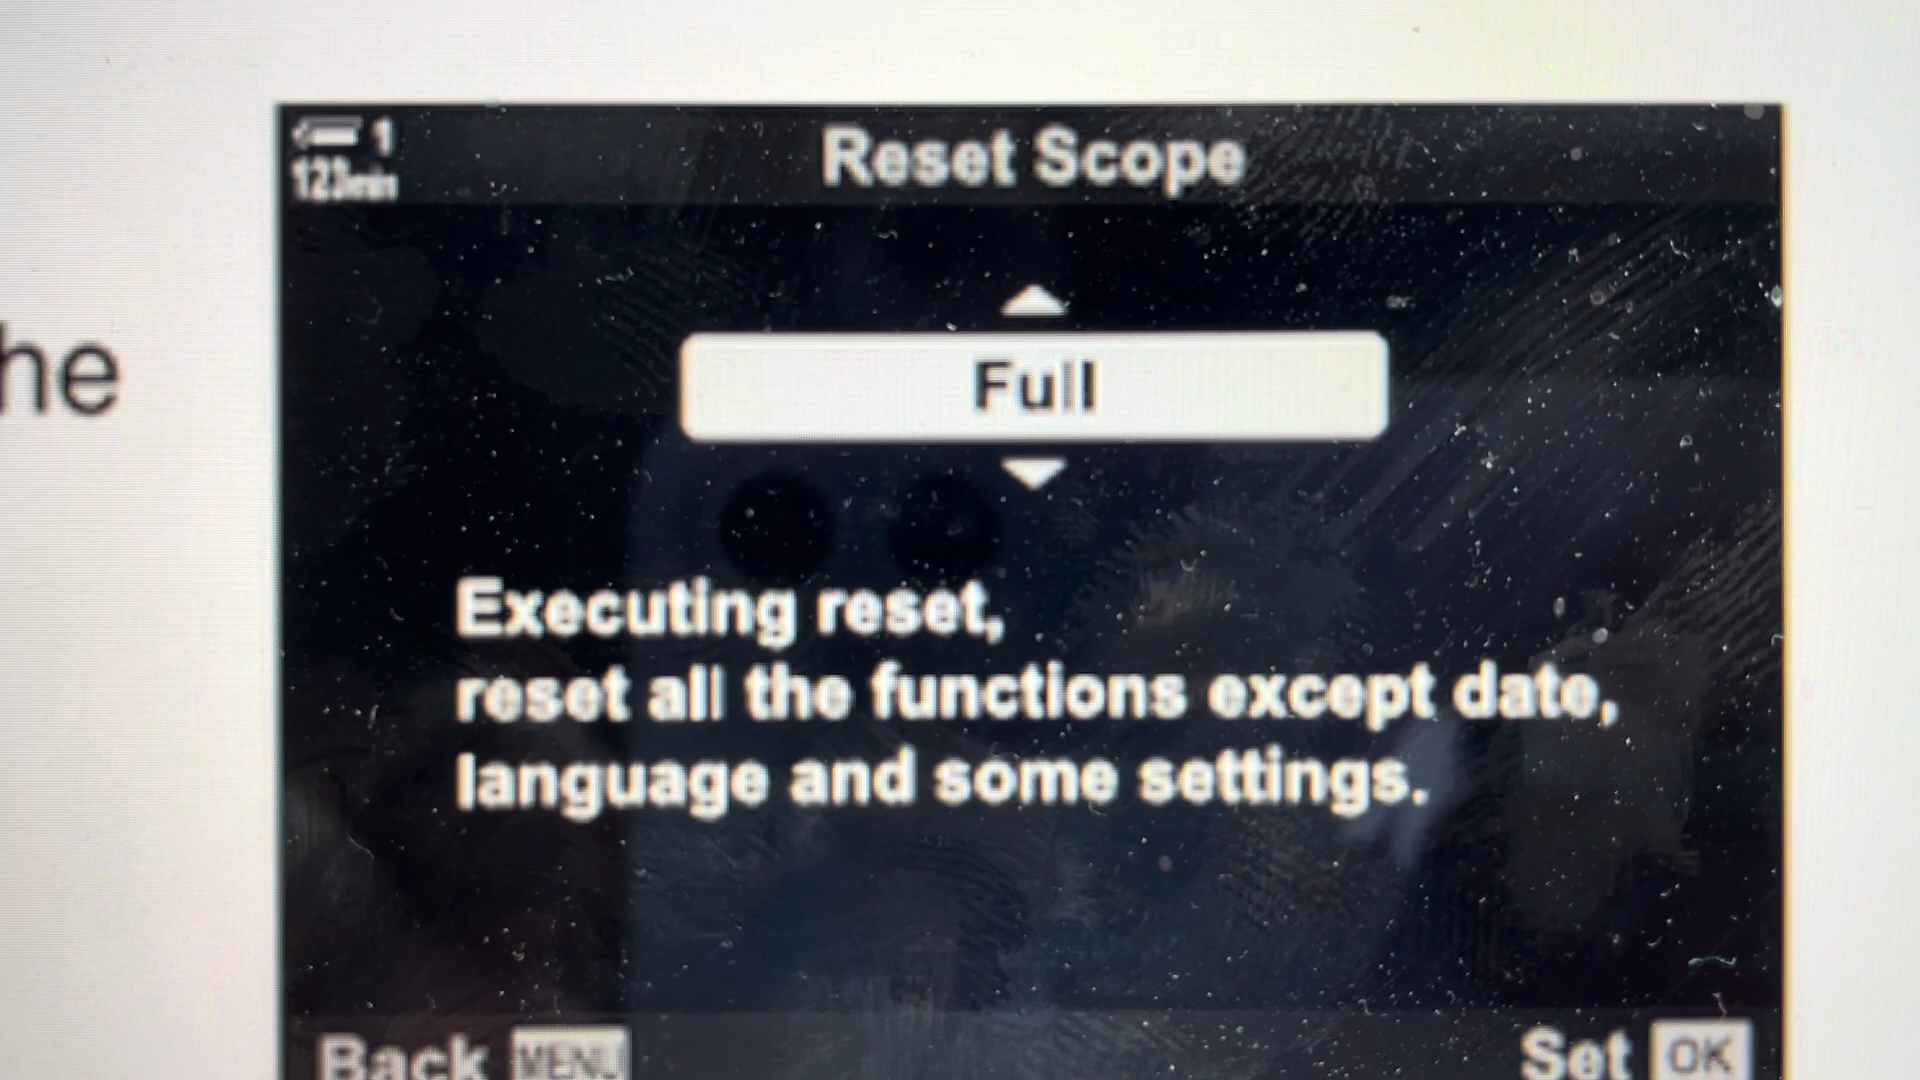 1
123min
Reset Scope
he
Full
Executing reset,
reset all the functions except date,
language and some settings.
Back MENU
Set OK